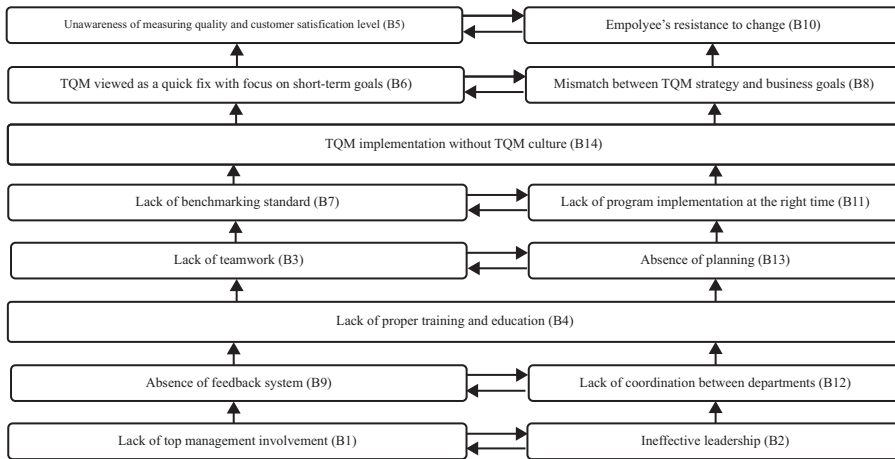 Unawareness of measuring quality and customer satisfication level (B5)
Empolyee's resistance to change (B10)
TQM viewed as a quick fix with focus on short-term goals (B6)
Mismatch between TQM strategy and business goals (B8)
TQM implementation without TQM culture (B14)
Lack of benchmarking standard (B7)
Lack of program implementation at the right time (B11)
Lack of teamwork (B3)
Absence of planning (B13)
Lack of proper training and education (B4)
Absence of feedback system (B9)
Lack of coordination between departments (B12)
Lack of top management involvement (B1)
Ineffective leadership (B2)